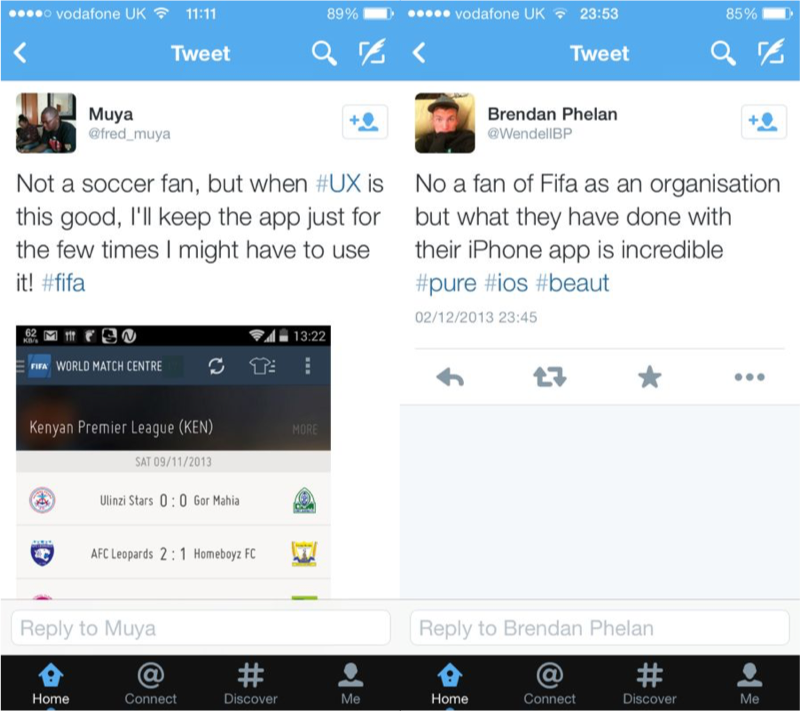 vodafone UK 11:11 89%
Tweet
Muya
@fred_muya
Not a soccer fan, but when #UX is
this good, I'll keep the app just for
the few times I might have to use
it! #fifa
62
KB/s
13:22
FIFA WORLD MATCH CENTRE
Kenyan Premier League (KEN)
MORE
SAT 09/11/2013
Ulinzi Stars 0 : 0 Gor Mahia
AFC Leopards 2 : 1 Homeboyz FC
Reply to Muya
Home Connect Discover Me
vodafone UK 23:53 85%
Tweet
Brendan Phelan
@WendellBP
No a fan of Fifa as an organisation
but what they have done with
their iPhone app is incredible
#pure #ios #beaut
02/12/2013 23:45
Reply to Brendan Phelan
Home Connect Discover Me